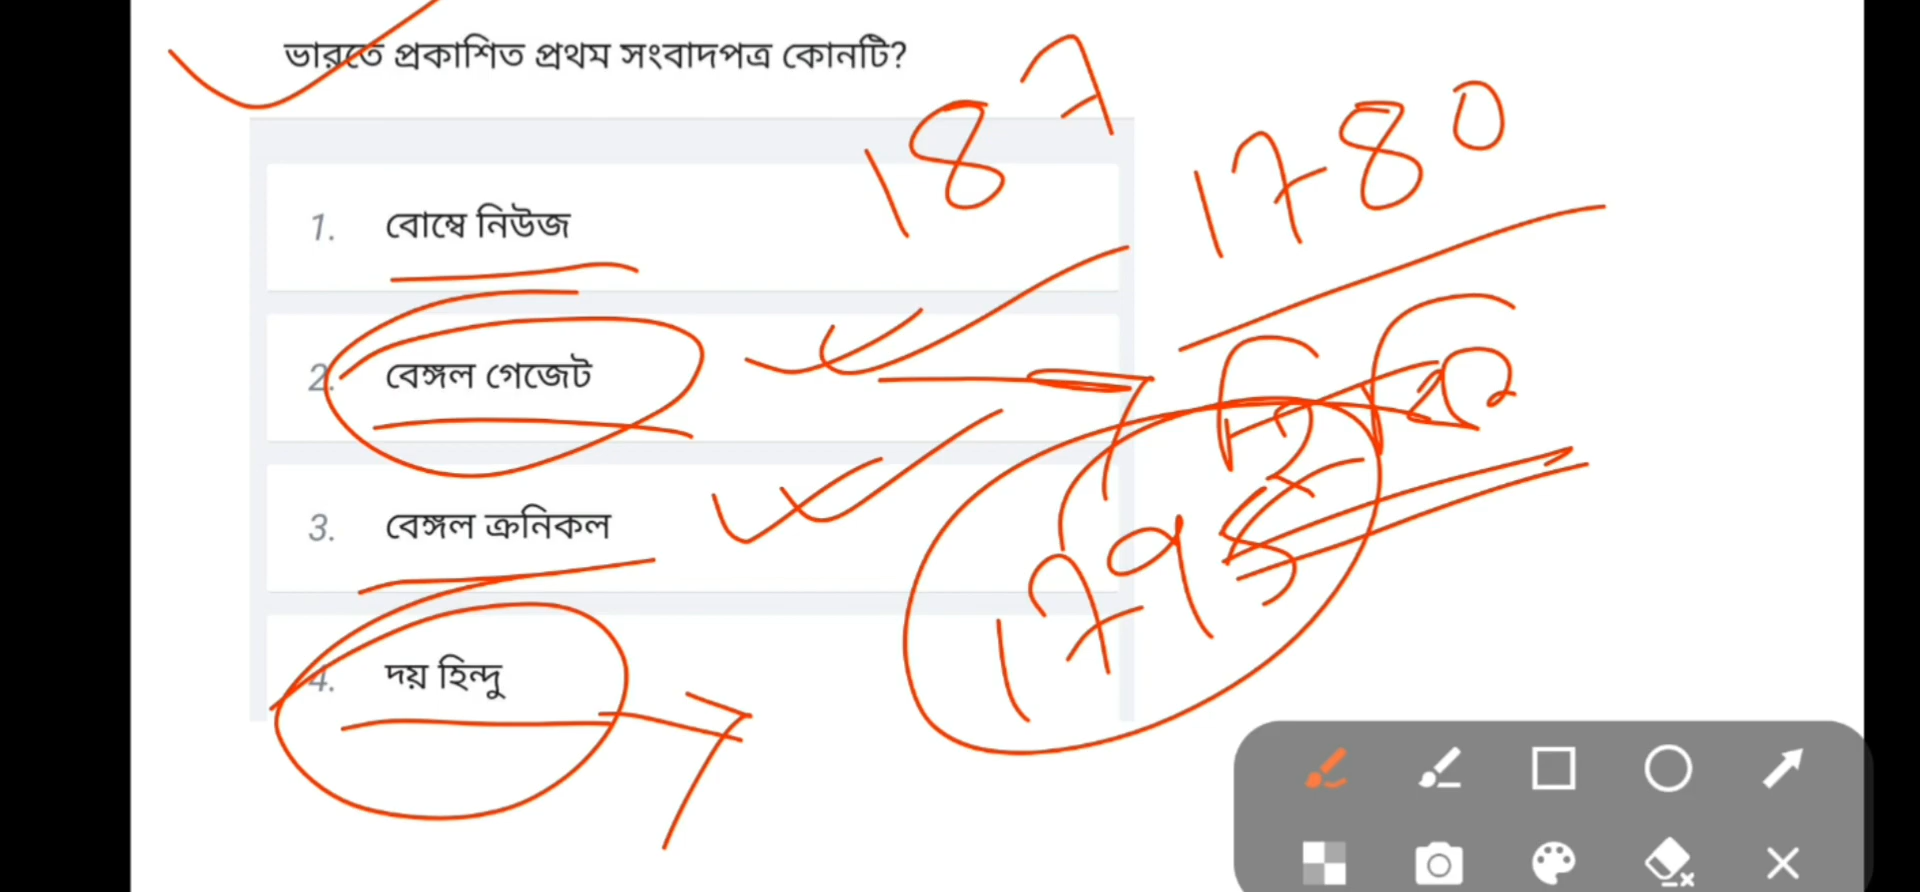 ভারতে প্রকাশিত প্রথম সংবাদপত্র কোনটি?
187
1780
1. বোম্বে নিউজ
2. বেঙ্গল গেজেট
3. বেঙ্গল ক্রনিকল
1795
4. দয় হিন্দু